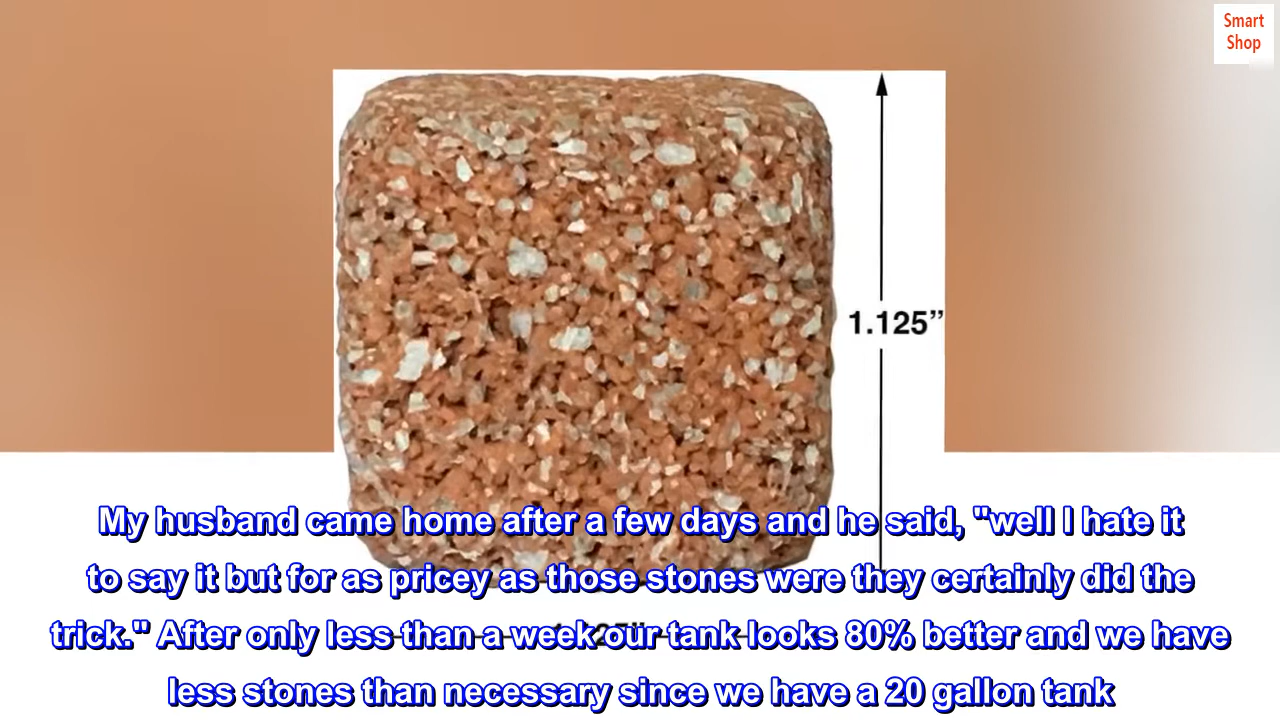 Smart
Shop
1.125”
My husband came home after a few days and he said, "well I hate it
to say it but for as pricey as those stones were they certainly did the
trick." After only less than a week our tank looks 80% better and we have
less stones than necessary since we have a 20 gallon tank